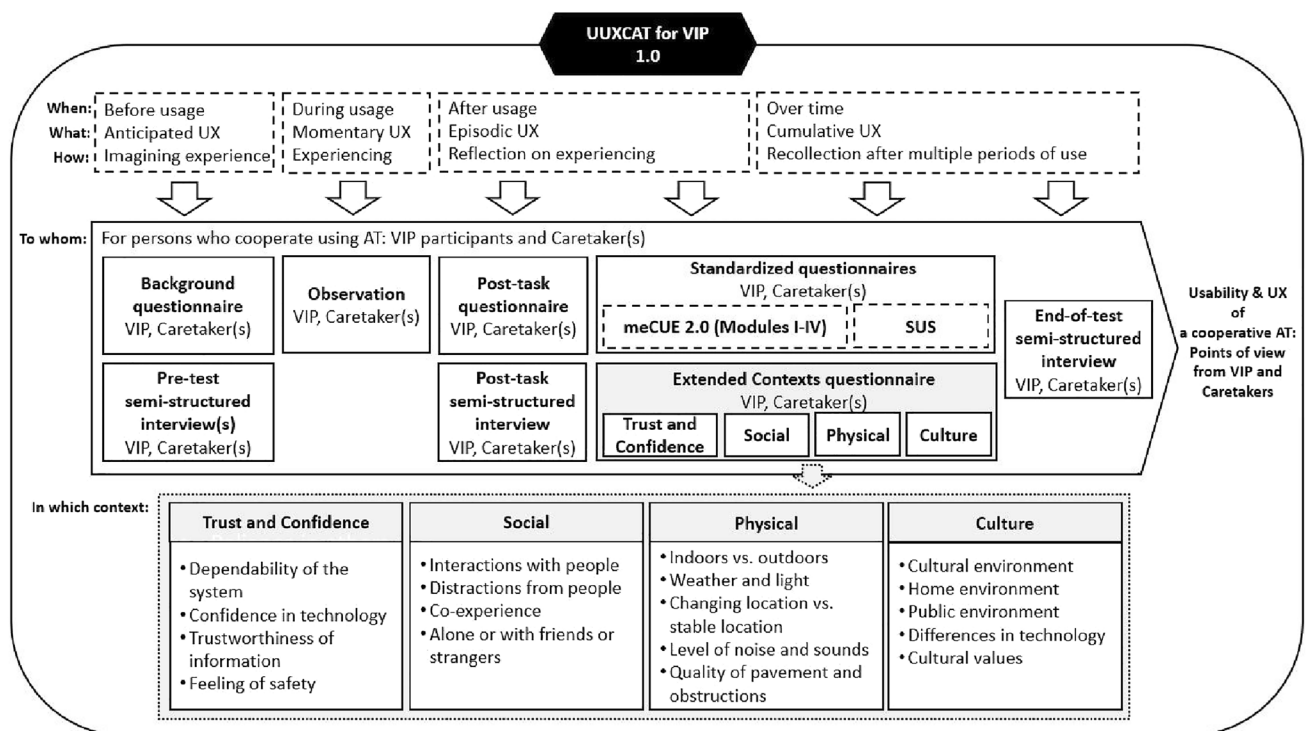 UUXCAT for VIP
1.0
When:
What:
How:
Before usage
Anticipated UX
Imagining experience
During usage
Momentary UX
Experiencing
After usage
Episodic UX
Reflection on experiencing
Over time
Cumulative UX
Recollection after multiple periods of use
To whom:
For persons who cooperate using AT: VIP participants and Caretaker(s)
Background
questionnaire
VIP, Caretaker(s)
Observation
VIP, Caretaker(s)
Post-task
questionnaire
VIP, Caretaker(s)
Standardized questionnaires
VIP, Caretaker(s)
meCUE 2.0 (Modules I-IV)
SUS
Pre-test
semi-structured
interview(s)
VIP, Caretaker(s)
Post-task
semi-structured
interview
VIP, Caretaker(s)
Extended Contexts questionnaire
VIP, Caretaker(s)
Trust and
Confidence
Social
Physical
Culture
End-of-test
semi-structured
interview
VIP, Caretaker(s)
Usability & UX
of
a cooperative AT:
Points of view
from VIP and
Caretakers
In which context:
Trust and Confidence
• Dependability of the
system
• Confidence in technology
• Trustworthiness of
information
• Feeling of safety
Social
• Interactions with people
• Distractions from people
• Co-experience
• Alone or with friends or
strangers
Physical
• Indoors vs. outdoors
• Weather and light
• Changing location vs.
stable location
• Level of noise and sounds
• Quality of pavement and
obstructions
Culture
• Cultural environment
• Home environment
• Public environment
• Differences in technology
• Cultural values